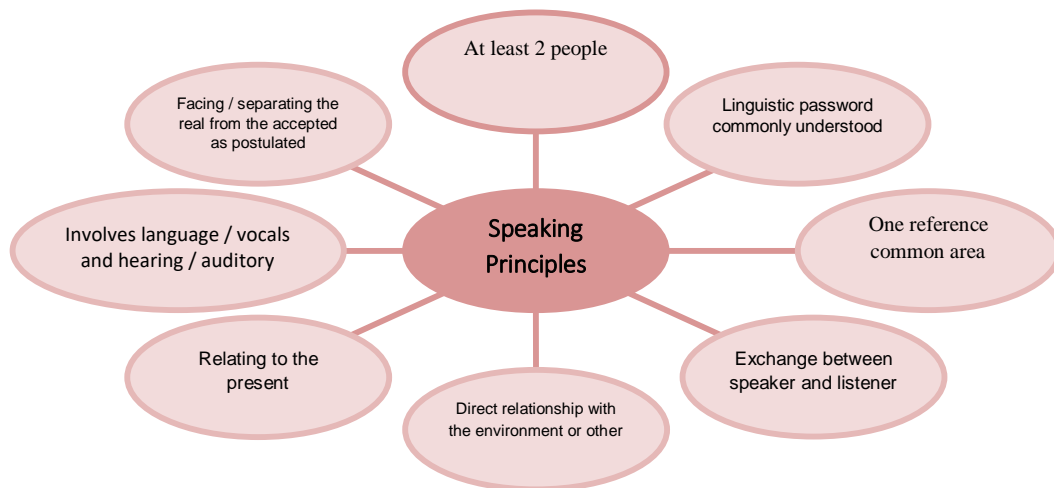 At least 2 people
Facing / separating the
real from the accepted
as postulated
Linguistic password
commonly understood
Involves language / vocals
and hearing / auditory
Speaking
Principles
One reference
common area
Relating to the
present
Exchange between
speaker and listener
Direct relationship with
the environment or other